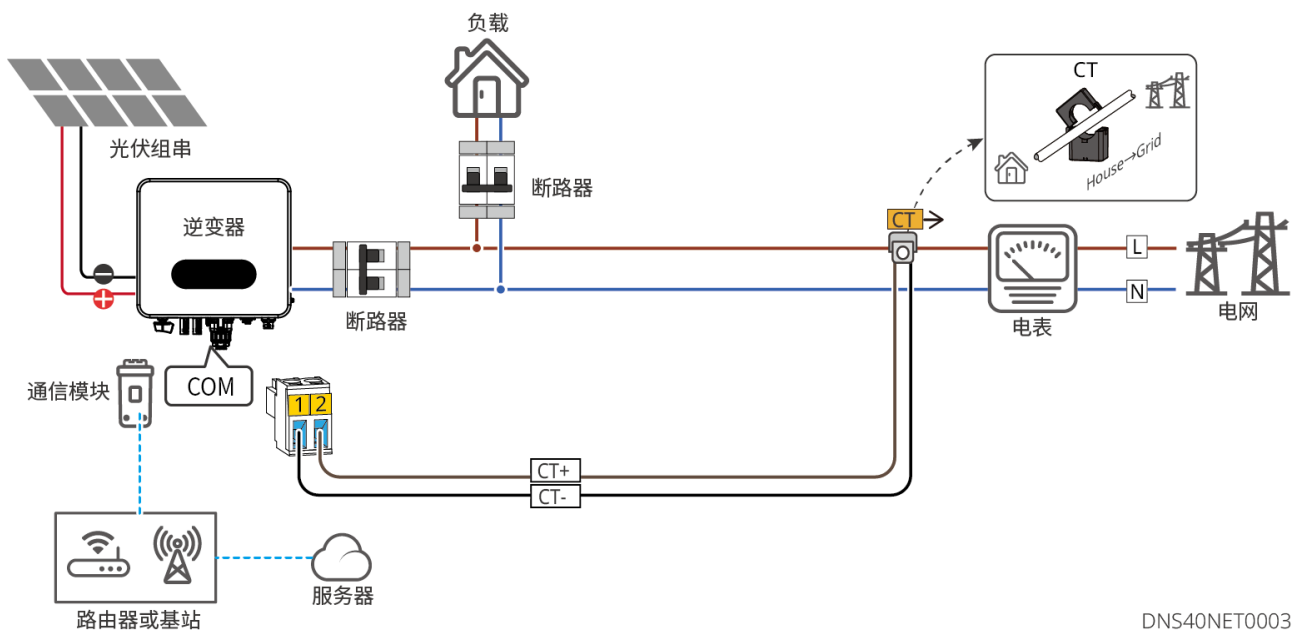 负载
CT
House→Grid
光伏组串
断路器
逆变器
CT
L
N
断路器
电表
电网
通信模块
COM
1 2
CT+
CT-
服务器
路由器或基站
DNS40NET0003